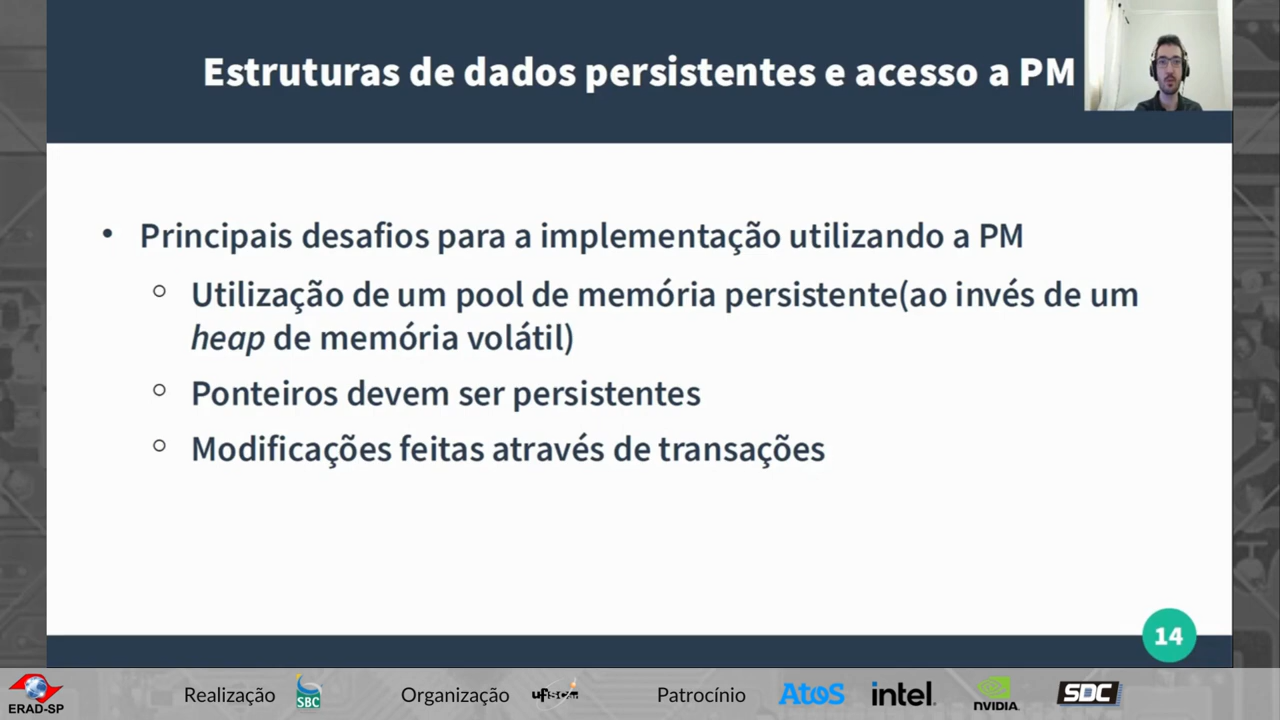 Estruturas de dados persistentes e acesso a PM
• Principais desafios para a implementação utilizando a PM
○ Utilização de um pool de memória persistente(ao invés de um
heap de memória volátil)
○ Ponteiros devem ser persistentes
○ Modificações feitas através de transações
14
ERAD-SP
Realização
SBC
Organização
ufscar
Patrocínio
Atos
intel.
NVIDIA
SDC